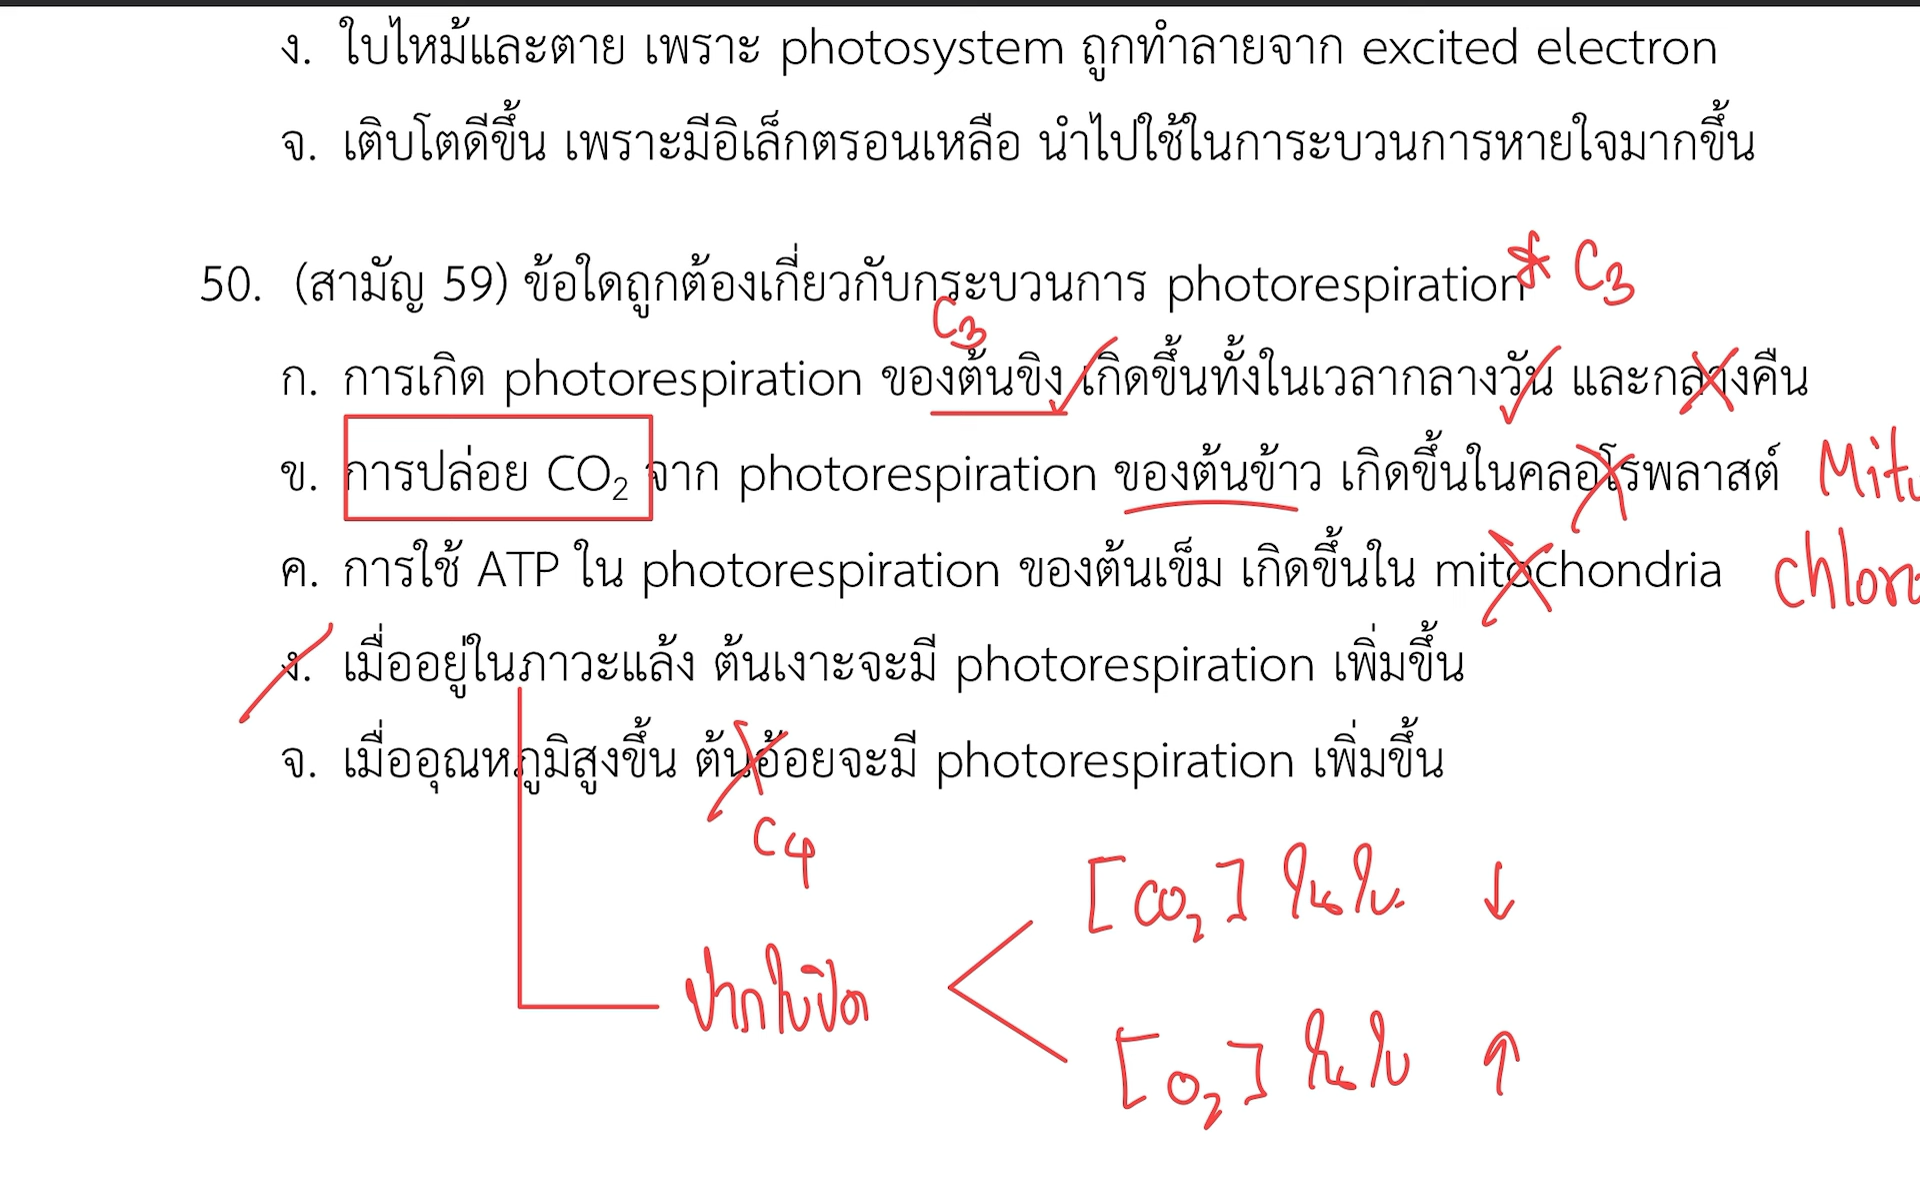 ง. ใบไหม้และตาย เพราะ photosystem ถูกทำลายจาก excited electron
จ. เติบโตดีขึ้น เพราะมีอิเล็กตรอนเหลือ นำไปใช้ในการะบวนการหายใจมากขึ้น
50. (สามัญ 59) ข้อใดถูกต้องเกี่ยวกับกระบวนการ photorespiration * C3
C3
ก. การเกิด photorespiration ของต้นขิง เกิดขึ้นทั้งในเวลากลางวัน และกลางคืน
ข. การปล่อย CO₂ จาก photorespiration ของต้นข้าว เกิดขึ้นในคลอโรพลาสต์
ค. การใช้ ATP ใน photorespiration ของต้นเข็ม เกิดขึ้นใน mitochondria
ง. เมื่ออยู่ในภาวะแล้ง ต้นเงาะจะมี photorespiration เพิ่มขึ้น
จ. เมื่ออุณหภูมิสูงขึ้น ต้นอ้อยจะมี photorespiration เพิ่มขึ้น
C4
[CO₂] ในใบ ↓
ปากใบปิด
[O₂] ในใบ ↑